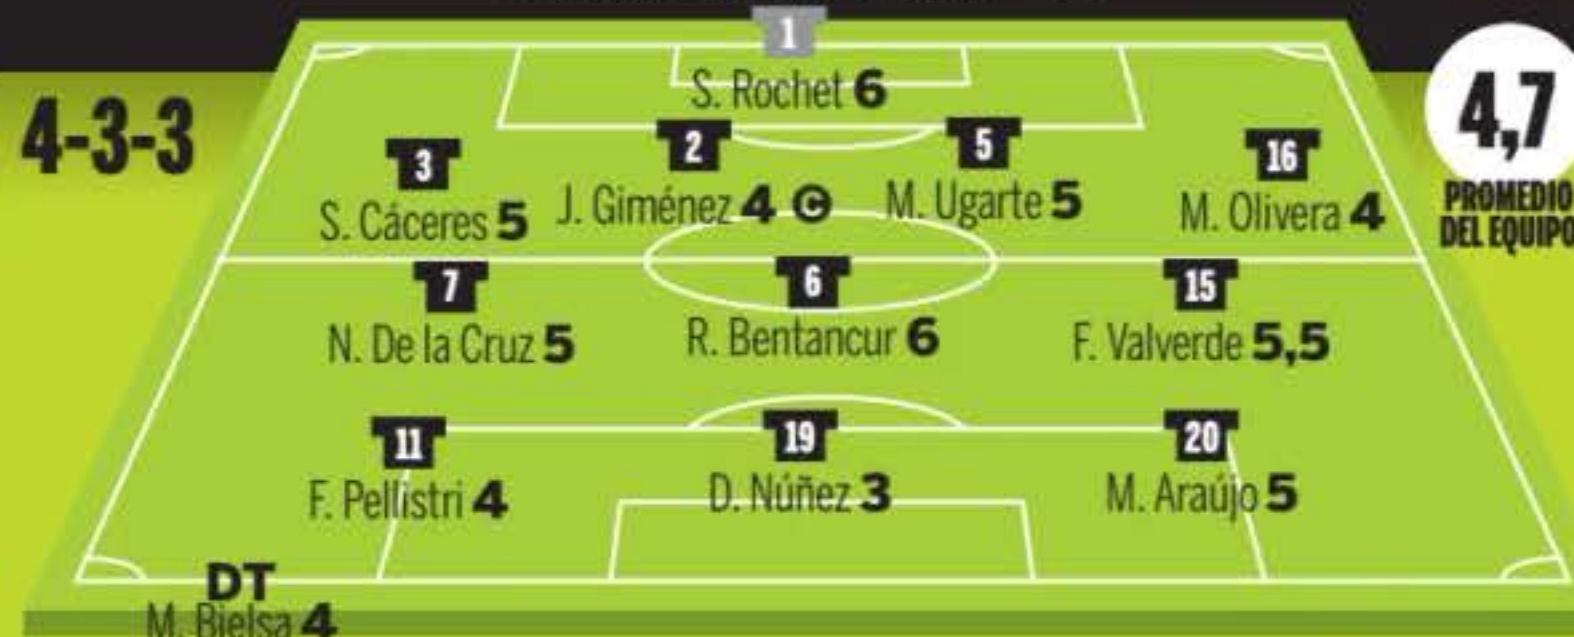 4-3-3
1
S. Rochet 6
4,7
PROMEDIO
DEL EQUIPO
3
S. Cáceres 5
2
J. Giménez 4 C
5
M. Ugarte 5
16
M. Olivera 4
7
N. De la Cruz 5
6
R. Bentancur 6
15
F. Valverde 5,5
11
F. Pellistri 4
19
D. Núñez 3
20
M. Araújo 5
DT
M. Bielsa 4